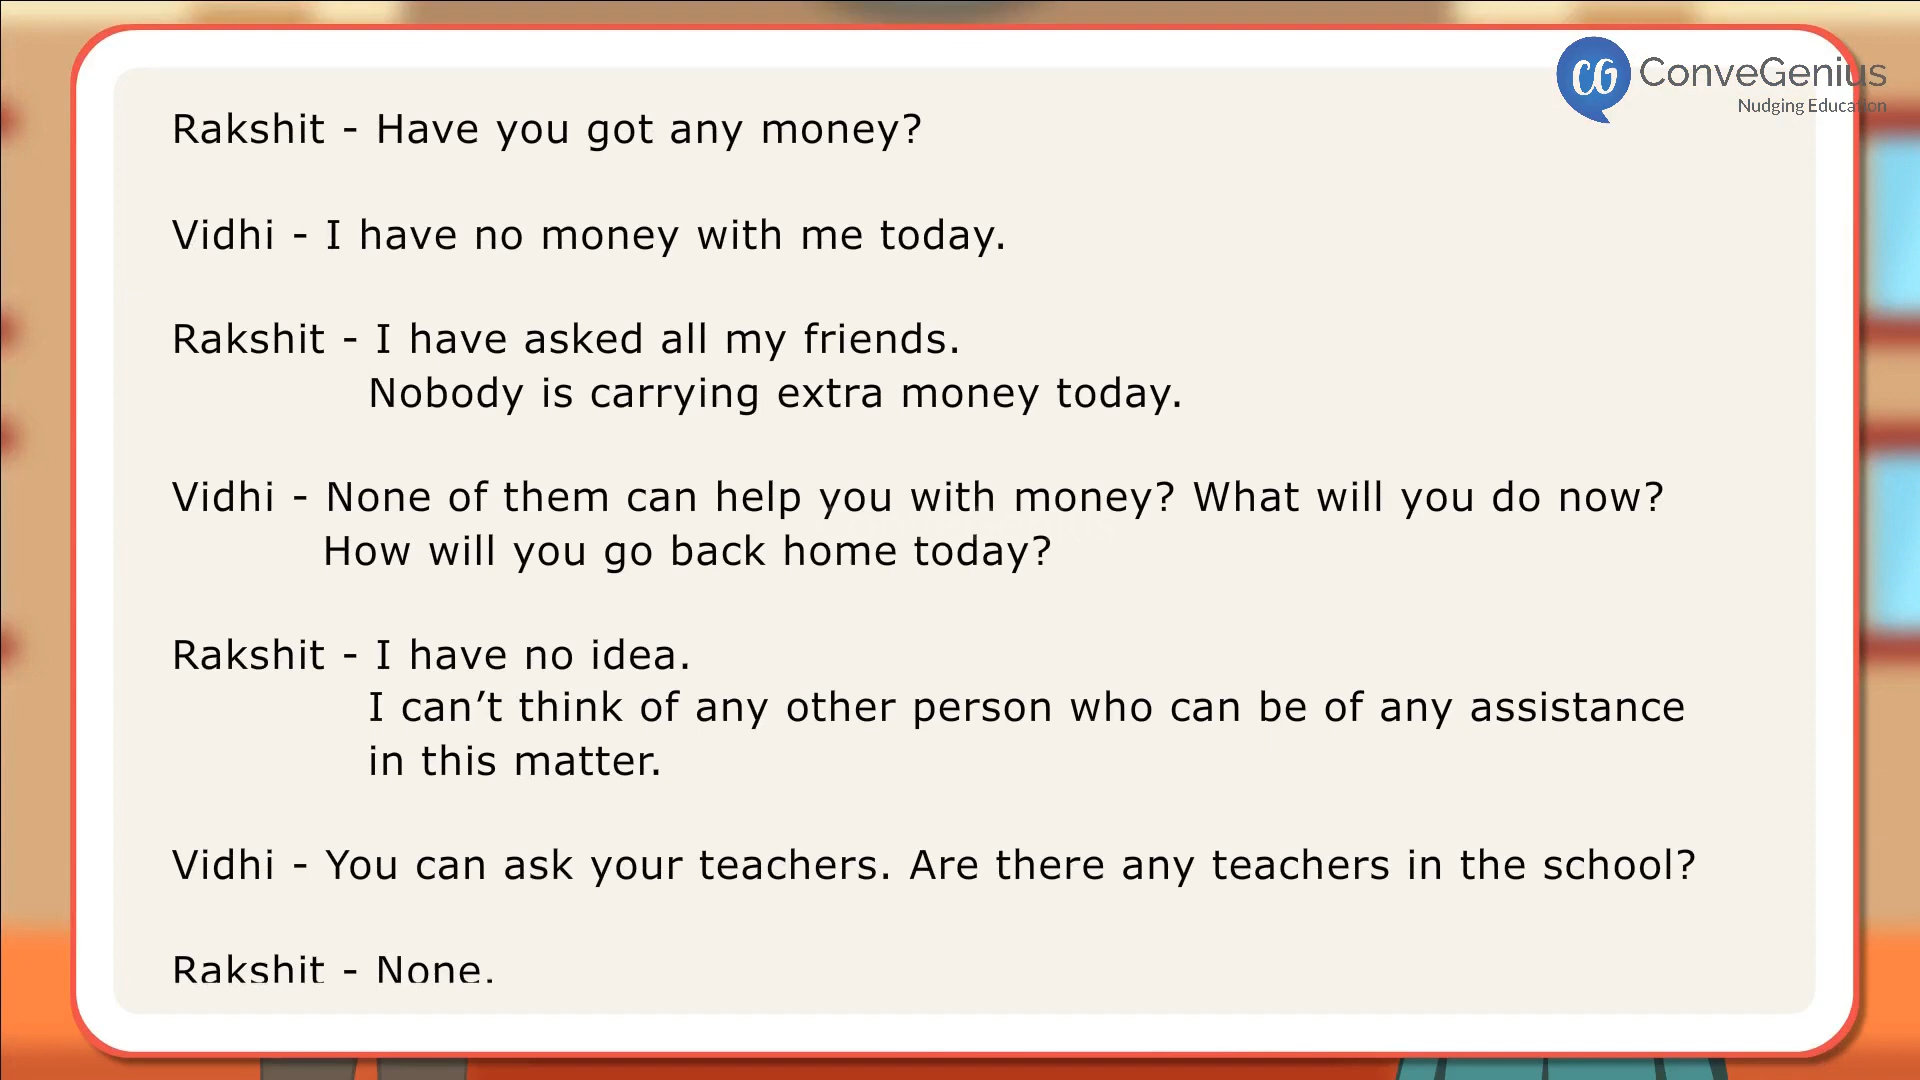 CG ConveGenius
Nudging Education
Rakshit - Have you got any money?
Vidhi - I have no money with me today.
Rakshit - I have asked all my friends.
Nobody is carrying extra money today.
Vidhi - None of them can help you with money? What will you do now?
How will you go back home today?
Rakshit - I have no idea.
I can’t think of any other person who can be of any assistance
in this matter.
Vidhi - You can ask your teachers. Are there any teachers in the school?
Rakshit - None.